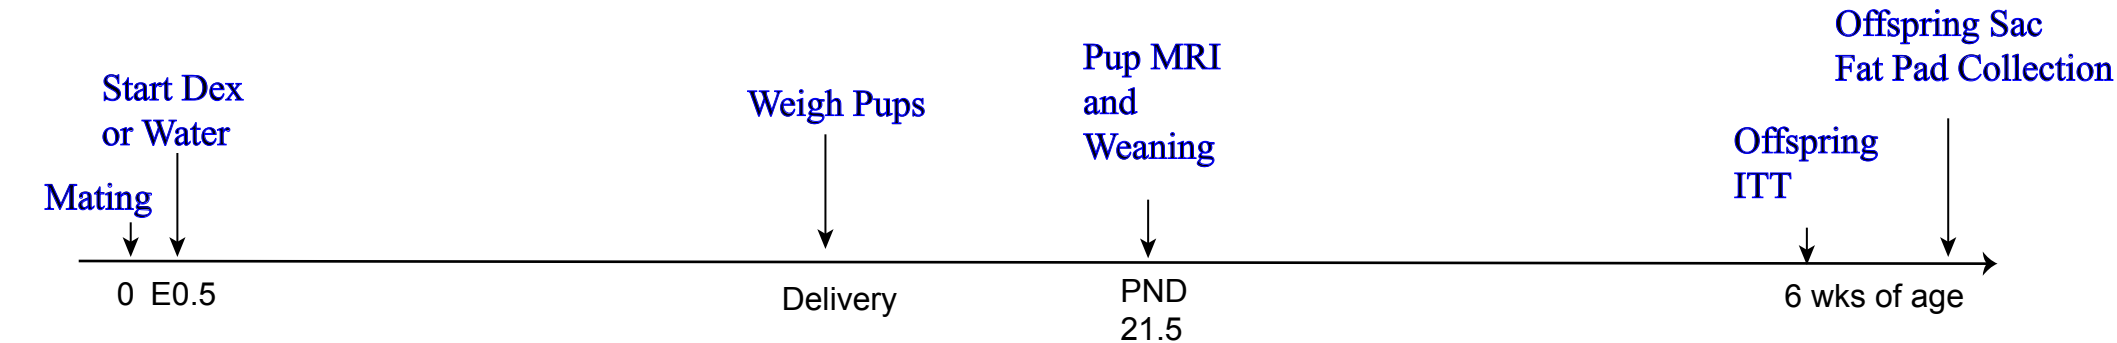 Offspring Sac
Fat Pad Collection
Pup MRI
and
Weaning
Start Dex
or Water
Weigh Pups
Offspring
ITT
Mating
0 E0.5
Delivery
PND
21.5
6 wks of age